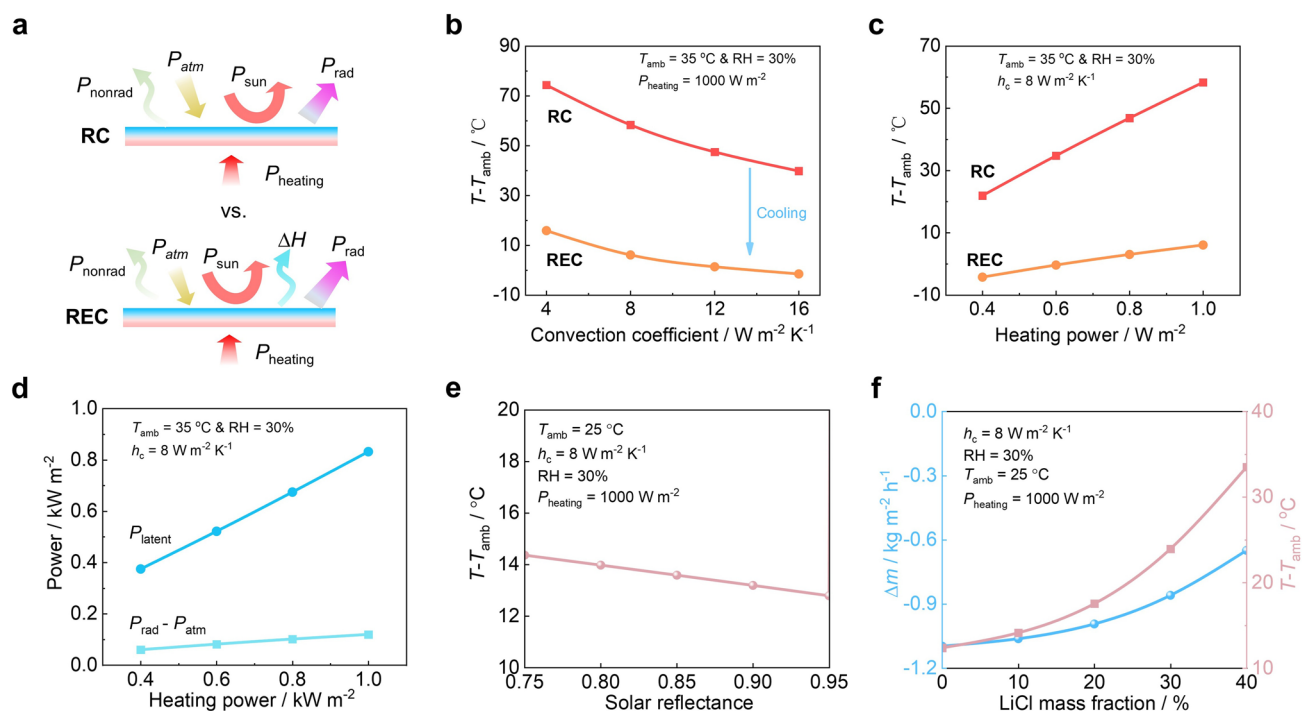 a
P_nonrad
P_atm
P_sun
P_rad
RC
P_heating
vs.
P_nonrad
P_atm
P_sun
ΔH
P_rad
REC
P_heating
b
T_amb = 35 ºC & RH = 30%
P_heating = 1000 W m⁻²
RC
Cooling
REC
T-T_amb / ℃
90
70
50
30
10
-10
4
8
12
16
Convection coefficient / W m⁻² K⁻¹
c
T_amb = 35 ºC & RH = 30%
h_c = 8 W m⁻² K⁻¹
RC
REC
T-T_amb / ℃
70
50
30
10
-10
0.4
0.6
0.8
1.0
Heating power / W m⁻²
d
T_amb = 35 ºC & RH = 30%
h_c = 8 W m⁻² K⁻¹
P_latent
P_rad - P_atm
Power / kW m⁻²
1.0
0.8
0.6
0.4
0.2
0.0
0.4
0.6
0.8
1.0
Heating power / kW m⁻²
e
T_amb = 25 °C
h_c = 8 W m⁻² K⁻¹
RH = 30%
P_heating = 1000 W m⁻²
T-T_amb / °C
20
18
16
14
12
10
0.75
0.80
0.85
0.90
0.95
Solar reflectance
f
h_c = 8 W m⁻² K⁻¹
RH = 30%
T_amb = 25 °C
P_heating = 1000 W m⁻²
Δm / kg m⁻² h⁻¹
0.0
-0.3
-0.6
-0.9
-1.2
T-T_amb / ºC
40
30
20
10
0
10
20
30
40
LiCl mass fraction / %